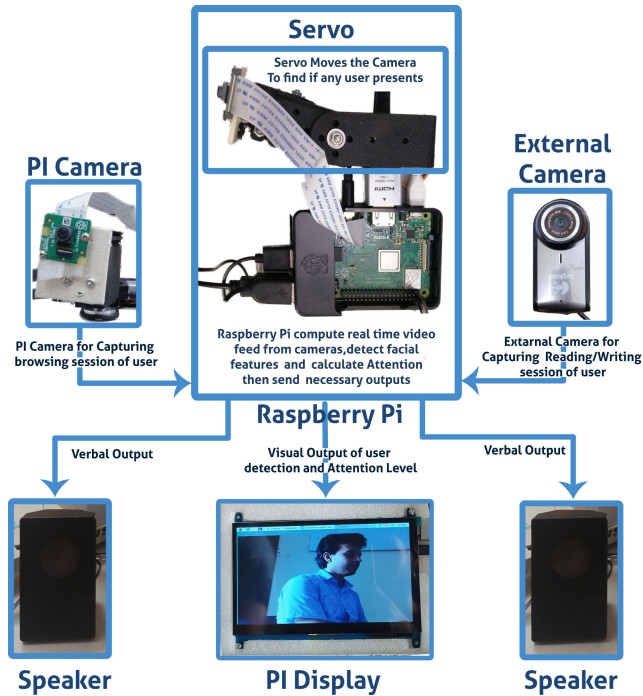 Servo
Servo Moves the Camera
To find if any user presents
PI Camera
External
Camera
HDMI
PI Camera for Capturing
browsing session of user
Raspberry Pi compute real time video
feed from cameras,detect facial
features and calculate Attention
then send necessary outputs
Extarnal Camera for
Capturing Reading/Writing
session of user
Raspberry Pi
Verbal Output
Visual Output of user
detection and Attention Level
Verbal Output
Speaker
PI Display
Speaker